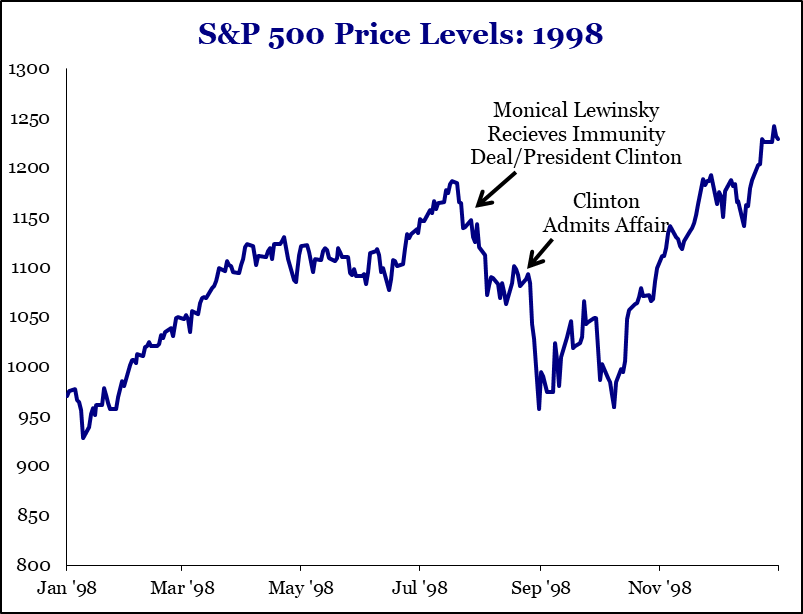 S&P 500 Price Levels: 1998
1300
1250
1200
1150
1100
1050
1000
950
900
850
800
Monical Lewinsky
Recieves Immunity
Deal/President Clinton
Clinton
Admits Affair
Jan '98
Mar '98
May '98
Jul '98
Sep '98
Nov '98